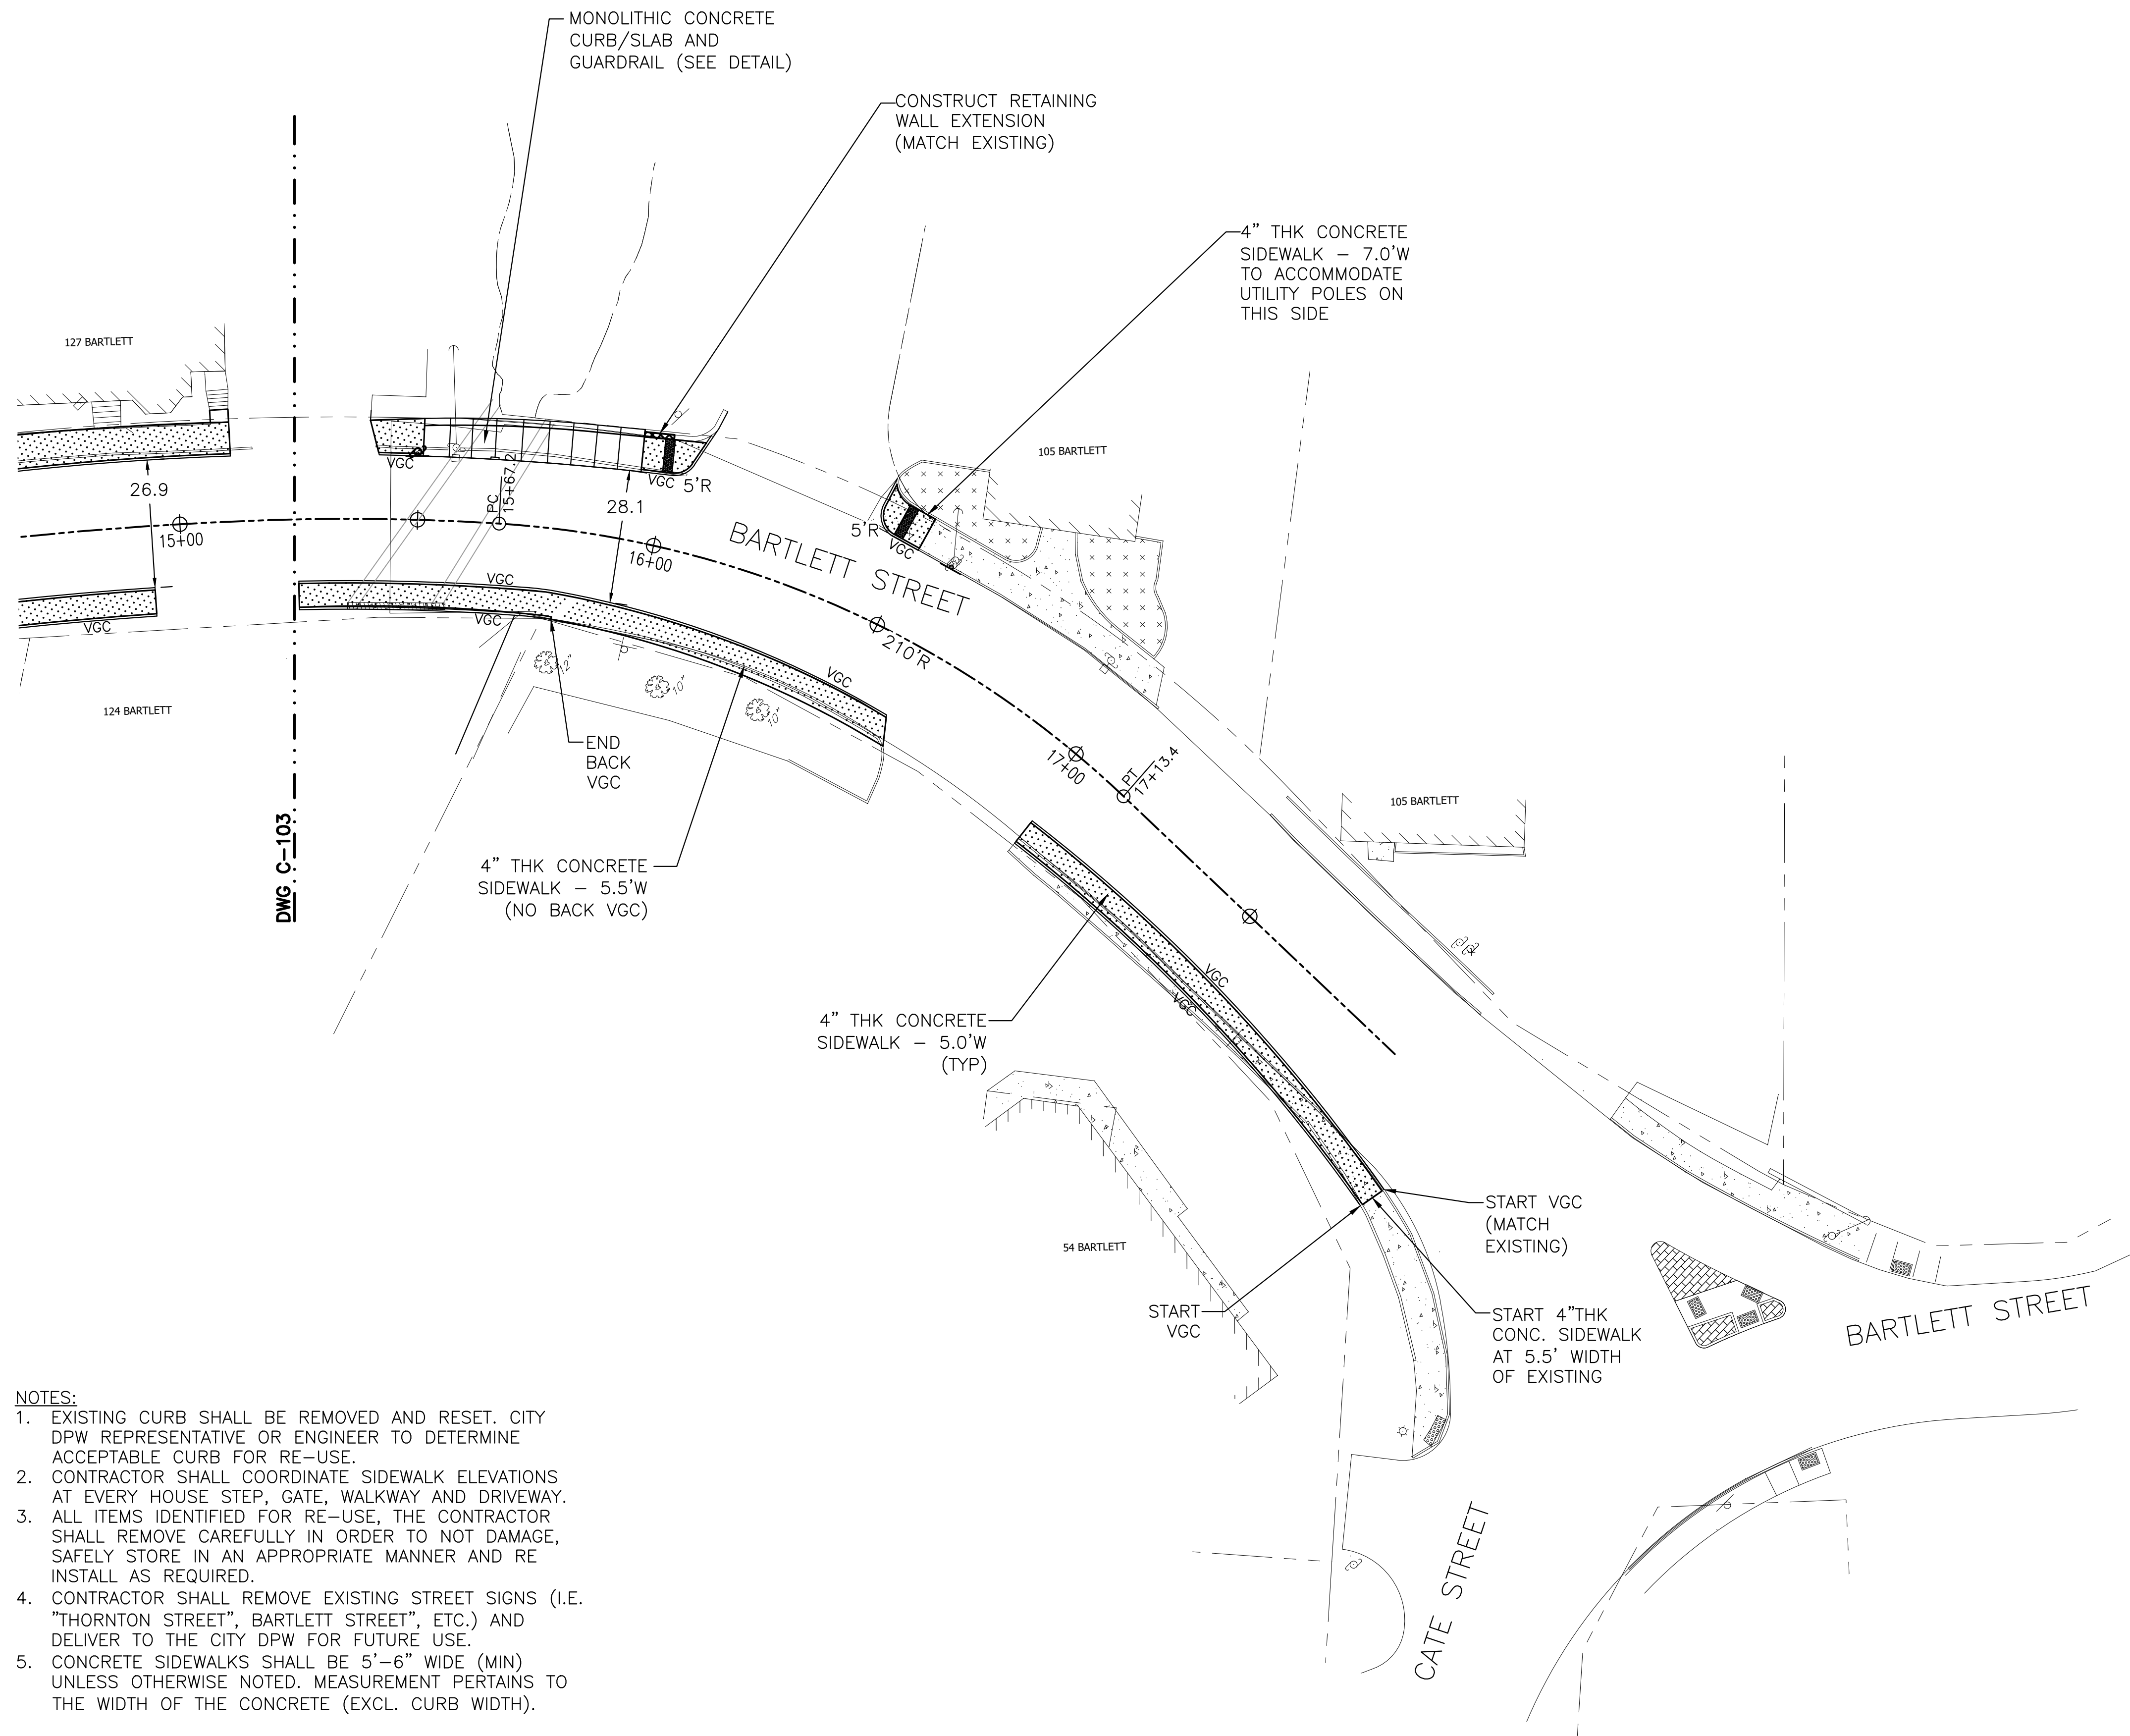 MONOLITHIC CONCRETE
CURB/SLAB AND
GUARDRAIL (SEE DETAIL)
CONSTRUCT RETAINING
WALL EXTENSION
(MATCH EXISTING)
4" THK CONCRETE
SIDEWALK – 7.0'W
TO ACCOMMODATE
UTILITY POLES ON
THIS SIDE
127 BARTLETT
105 BARTLETT
VGC
PC
15+67.2
VGC 5'R
26.9
28.1
15+00
16+00
BARTLETT STREET
5'R
VGC
210'R
VGC
VGC
VGC
VGC
12"
10"
10"
124 BARTLETT
END
BACK
VGC
17+00
PT
17+13.4
105 BARTLETT
DWG C-103
4" THK CONCRETE
SIDEWALK – 5.5'W
(NO BACK VGC)
VGC
VGC
4" THK CONCRETE
SIDEWALK – 5.0'W
(TYP)
START VGC
(MATCH
EXISTING)
54 BARTLETT
START
VGC
START 4"THK
CONC. SIDEWALK
AT 5.5' WIDTH
OF EXISTING
BARTLETT STREET
CATE STREET
NOTES:
1. EXISTING CURB SHALL BE REMOVED AND RESET. CITY
DPW REPRESENTATIVE OR ENGINEER TO DETERMINE
ACCEPTABLE CURB FOR RE–USE.
2. CONTRACTOR SHALL COORDINATE SIDEWALK ELEVATIONS
AT EVERY HOUSE STEP, GATE, WALKWAY AND DRIVEWAY.
3. ALL ITEMS IDENTIFIED FOR RE–USE, THE CONTRACTOR
SHALL REMOVE CAREFULLY IN ORDER TO NOT DAMAGE,
SAFELY STORE IN AN APPROPRIATE MANNER AND RE
INSTALL AS REQUIRED.
4. CONTRACTOR SHALL REMOVE EXISTING STREET SIGNS (I.E.
"THORNTON STREET", BARTLETT STREET", ETC.) AND
DELIVER TO THE CITY DPW FOR FUTURE USE.
5. CONCRETE SIDEWALKS SHALL BE 5'–6" WIDE (MIN)
UNLESS OTHERWISE NOTED. MEASUREMENT PERTAINS TO
THE WIDTH OF THE CONCRETE (EXCL. CURB WIDTH).